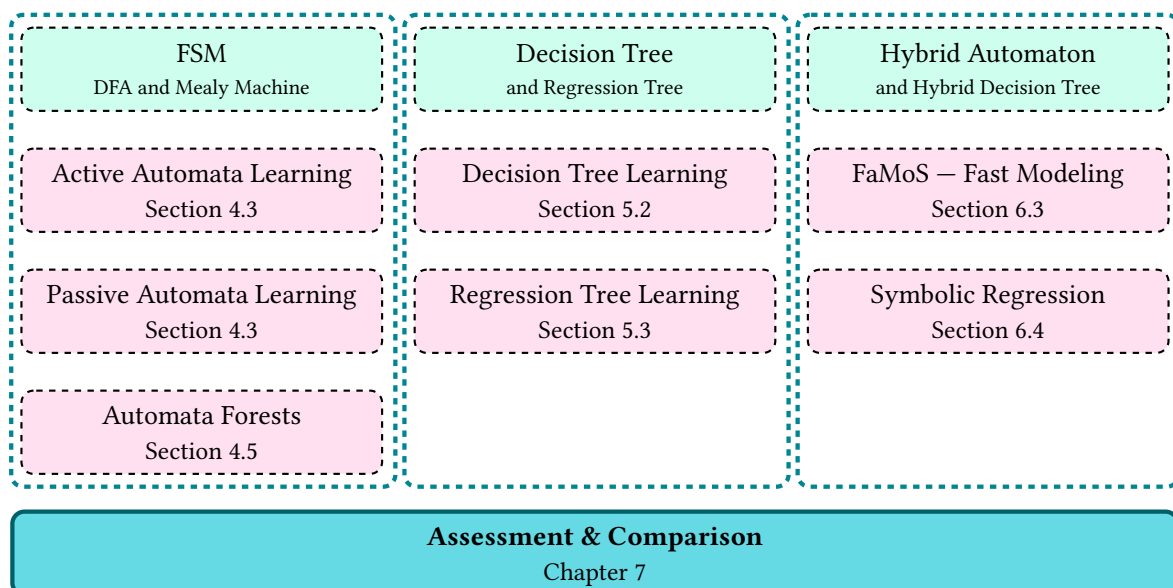 FSM
DFA and Mealy Machine
Active Automata Learning
Section 4.3
Passive Automata Learning
Section 4.3
Automata Forests
Section 4.5
Decision Tree
and Regression Tree
Decision Tree Learning
Section 5.2
Regression Tree Learning
Section 5.3
Hybrid Automaton
and Hybrid Decision Tree
FaMoS — Fast Modeling
Section 6.3
Symbolic Regression
Section 6.4
Assessment & Comparison
Chapter 7